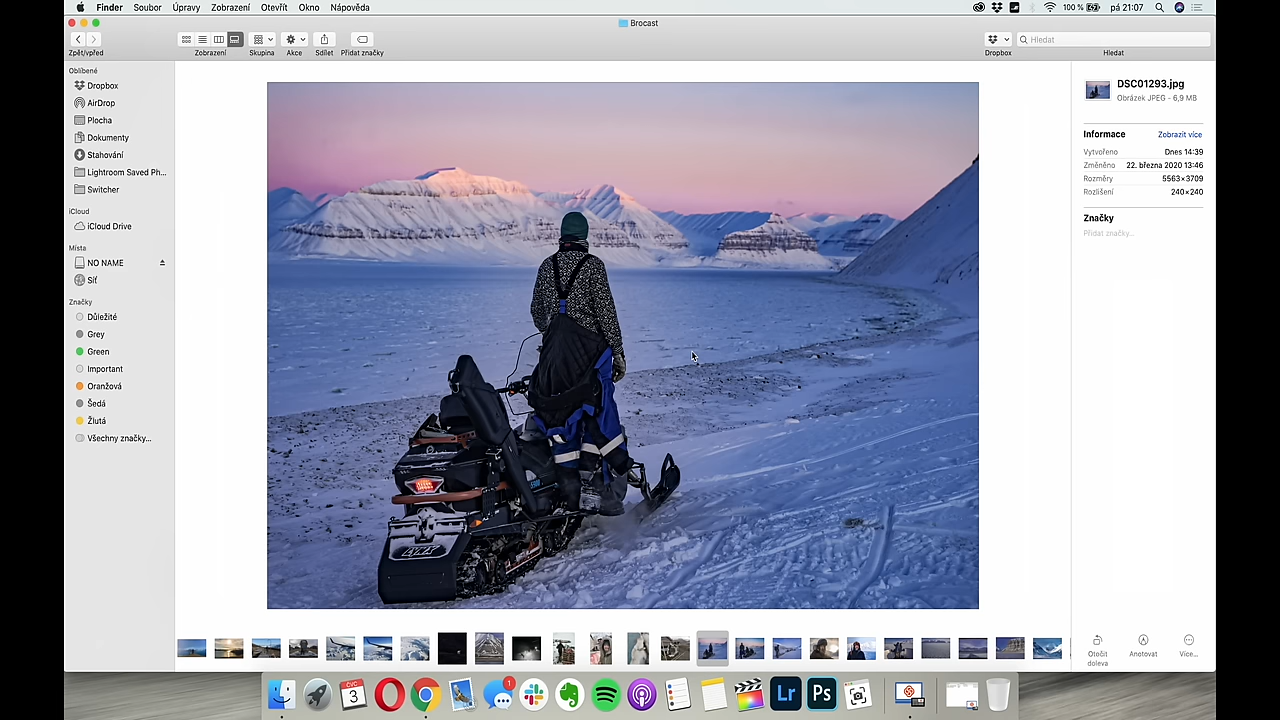 Finder Soubor Úpravy Zobrazení Otevřít Okno Nápověda 100 % pá 21:07
Brocast
Zpět/vpřed Zobrazení Skupina Akce Sdílet Přidat značky Dropbox Hledat
Hledat
Oblíbené
Dropbox
AirDrop
Plocha
Dokumenty
Stahování
Lightroom Saved Ph...
Switcher
iCloud
iCloud Drive
Místa
NO NAME
Síť
Značky
Důležité
Grey
Green
Important
Oranžová
Šedá
Žlutá
Všechny značky...
LYNX
DSC01293.jpg
Obrázek JPEG - 6,9 MB
Informace Zobrazit více
Vytvořeno Dnes 14:39
Změněno 22. března 2020 13:46
Rozměry 5563×3709
Rozlišení 240×240
Značky
Přidat značky...
Otočit doleva
Anotovat
Více...
ČVC
3
1
Lr
Ps